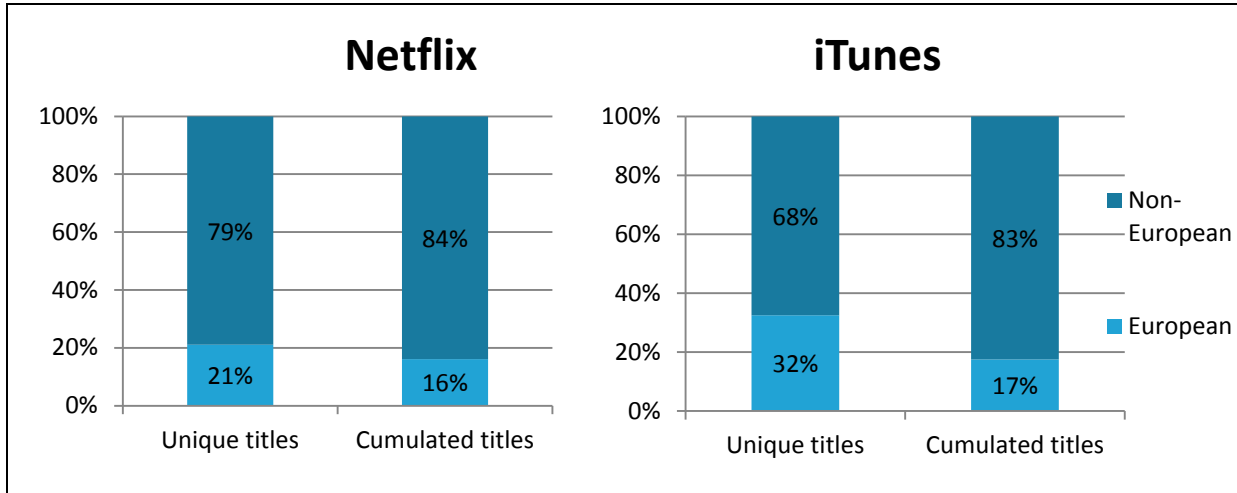 Netflix
100%
80%
60%
40%
20%
0%
79%
84%
21%
16%
Unique titles
Cumulated titles
iTunes
100%
80%
60%
40%
20%
0%
68%
83%
32%
17%
Unique titles
Cumulated titles
Non-
European
European